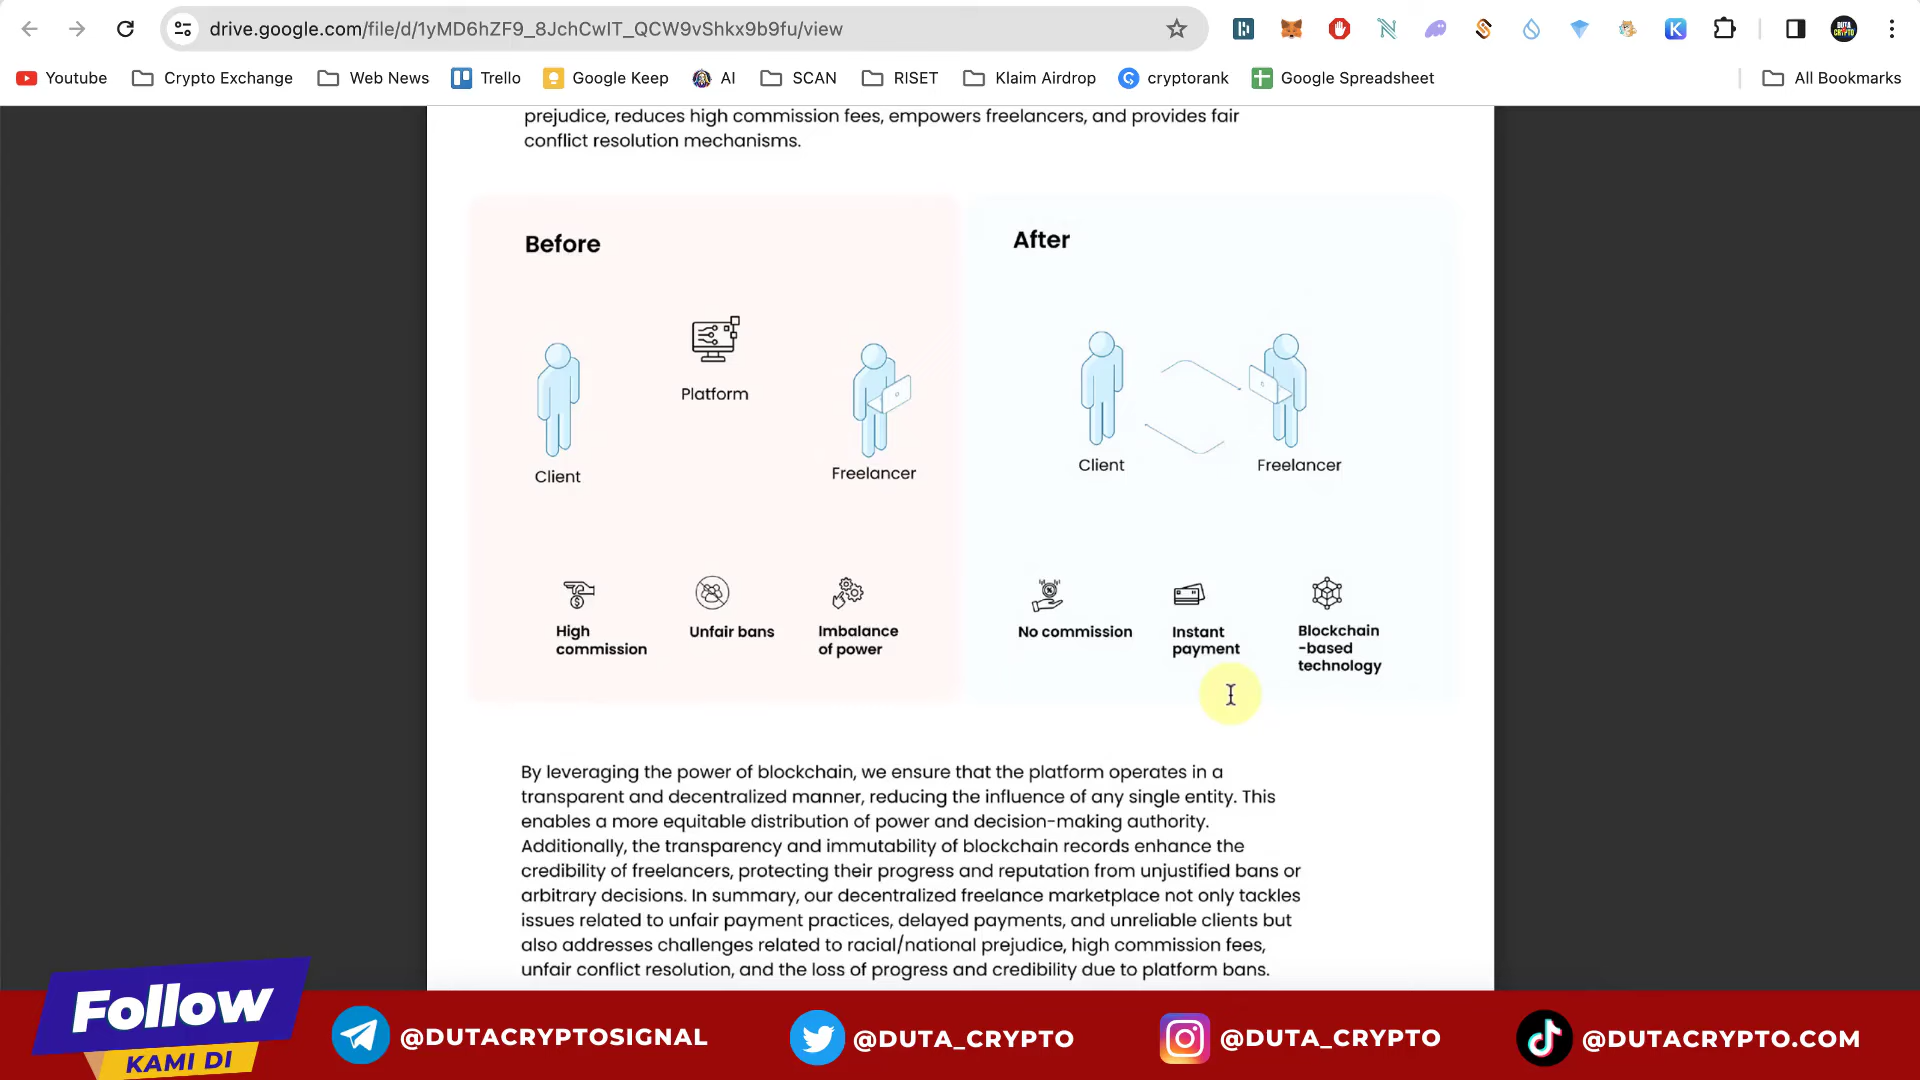 drive.google.com/file/d/1yMD6hZF9_8JchCwIT_QCW9vShkx9b9fu/view
Youtube
Crypto Exchange
Web News
Trello
Google Keep
AI
SCAN
RISET
Klaim Airdrop
cryptorank
Google Spreadsheet
All Bookmarks
prejudice, reduces high commission fees, empowers freelancers, and provides fair
conflict resolution mechanisms.
Before
Platform
Client
Freelancer
High
commission
Unfair bans
Imbalance
of power
After
Client
Freelancer
No commission
Instant
payment
Blockchain
-based
technology
By leveraging the power of blockchain, we ensure that the platform operates in a
transparent and decentralized manner, reducing the influence of any single entity. This
enables a more equitable distribution of power and decision-making authority.
Additionally, the transparency and immutability of blockchain records enhance the
credibility of freelancers, protecting their progress and reputation from unjustified bans or
arbitrary decisions. In summary, our decentralized freelance marketplace not only tackles
issues related to unfair payment practices, delayed payments, and unreliable clients but
also addresses challenges related to racial/national prejudice, high commission fees,
unfair conflict resolution, and the loss of progress and credibility due to platform bans.
Follow
KAMI DI
@DUTACRYPTOSIGNAL
@DUTA_CRYPTO
@DUTA_CRYPTO
@DUTACRYPTO.COM